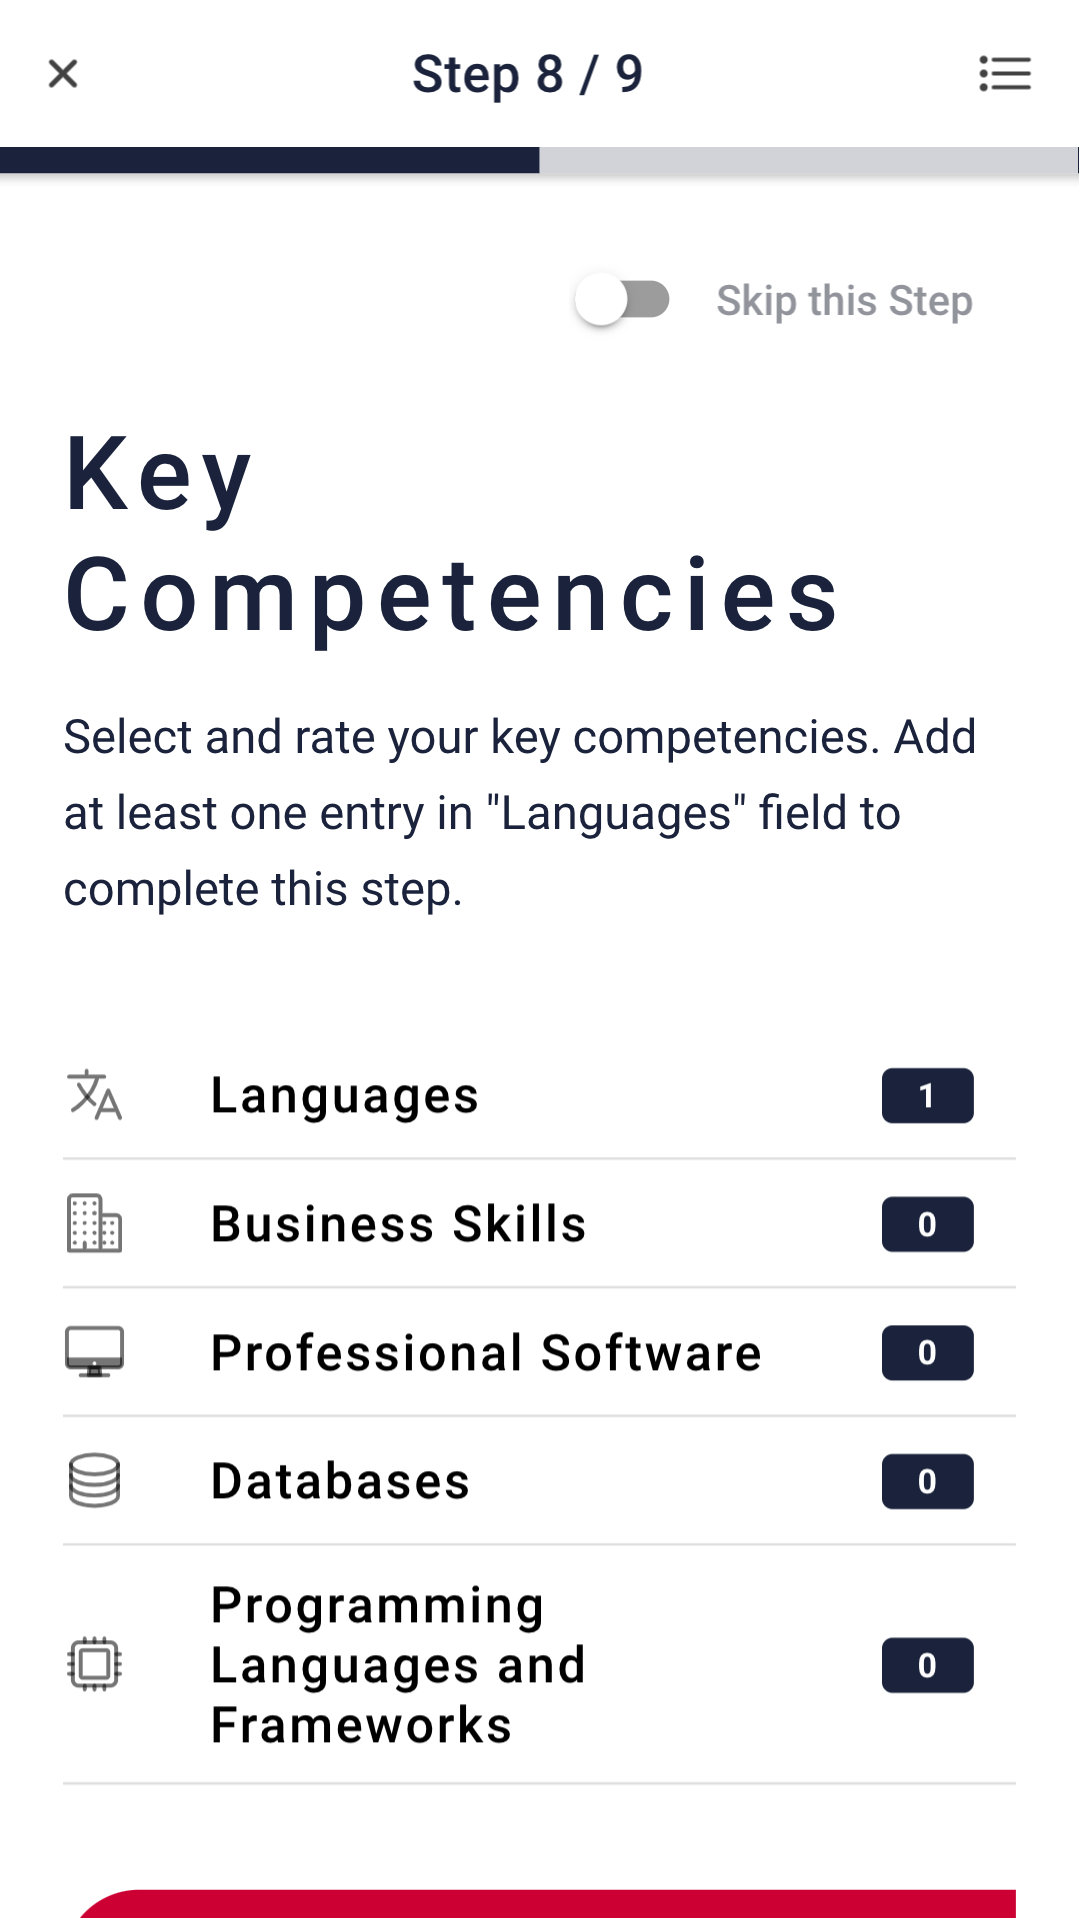 Step 8 / 9
Skip this Step
Key
Competencies
Select and rate your key competencies. Add
at least one entry in "Languages" field to
complete this step.
Languages 1
Business Skills 0
Professional Software 0
Databases 0
Programming
Languages and
Frameworks 0